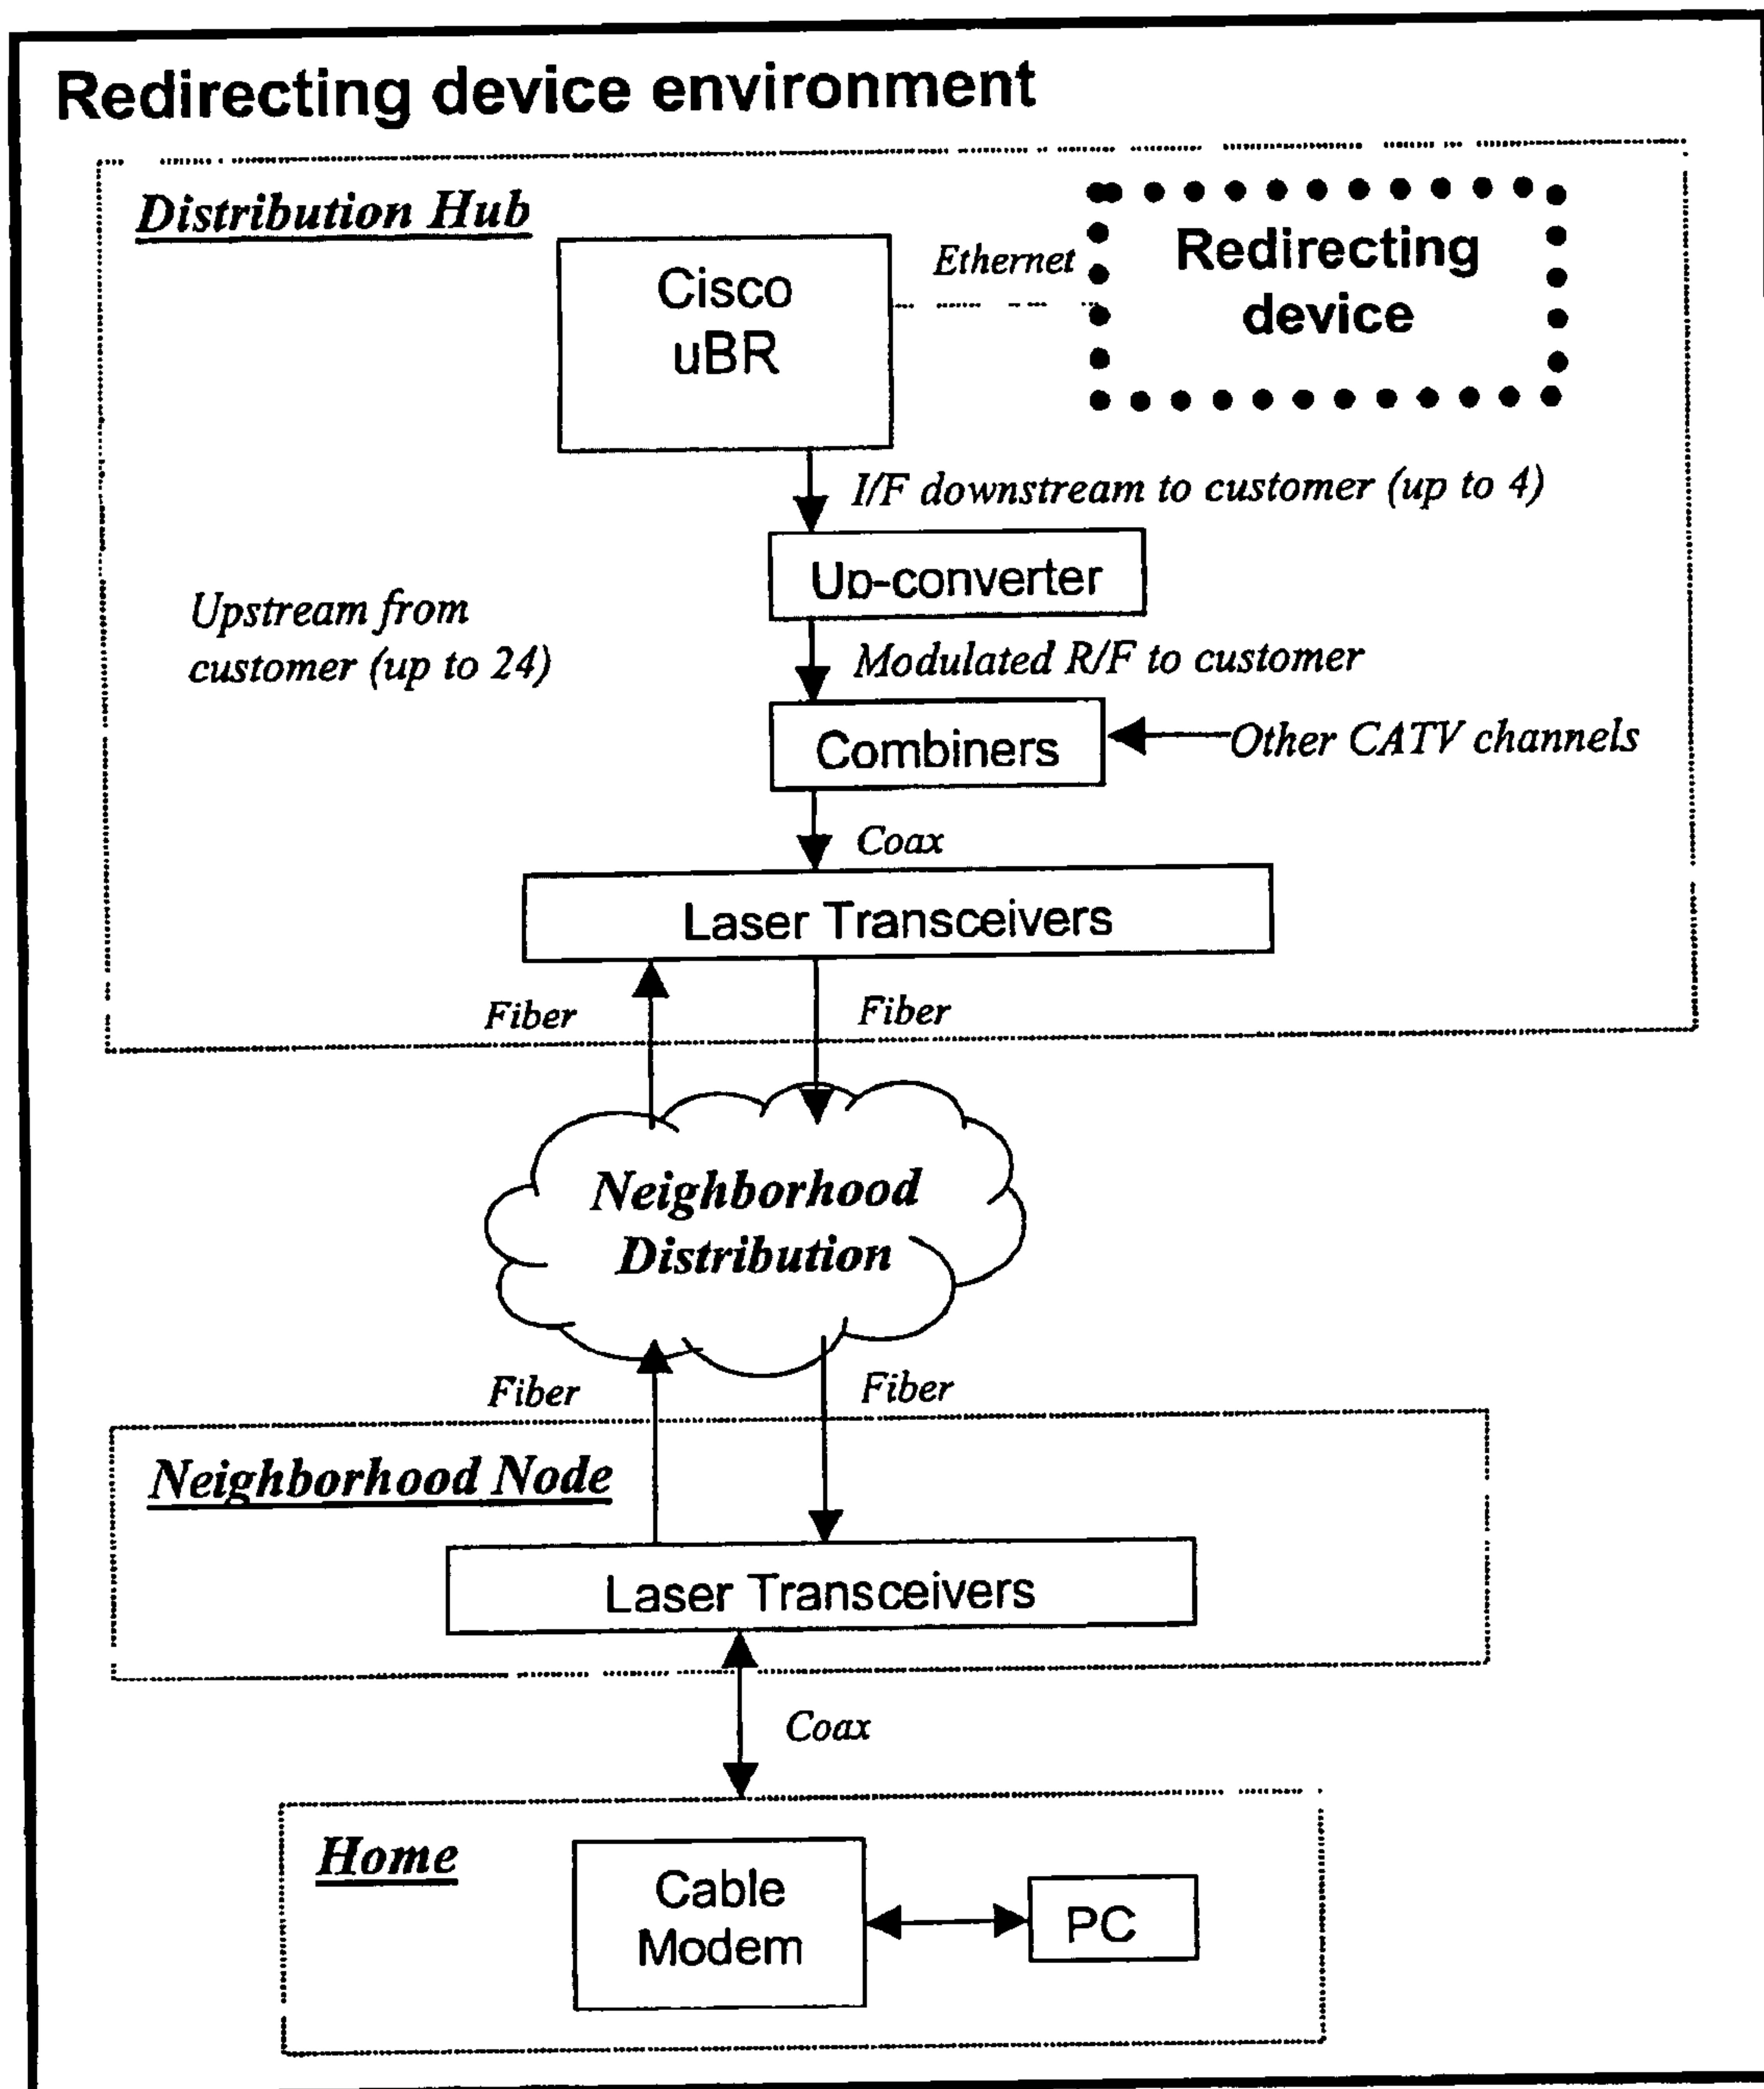 Redirecting device environment
Distribution Hub
Cisco
uBR
Ethernet
Redirecting
device
I/F downstream to customer (up to 4)
Up-converter
Upstream from
customer (up to 24)
Modulated R/F to customer
Combiners
Other CATV channels
Coax
Laser Transceivers
Fiber
Fiber
Neighborhood
Distribution
Fiber
Fiber
Neighborhood Node
Laser Transceivers
Coax
Home
Cable
Modem
PC